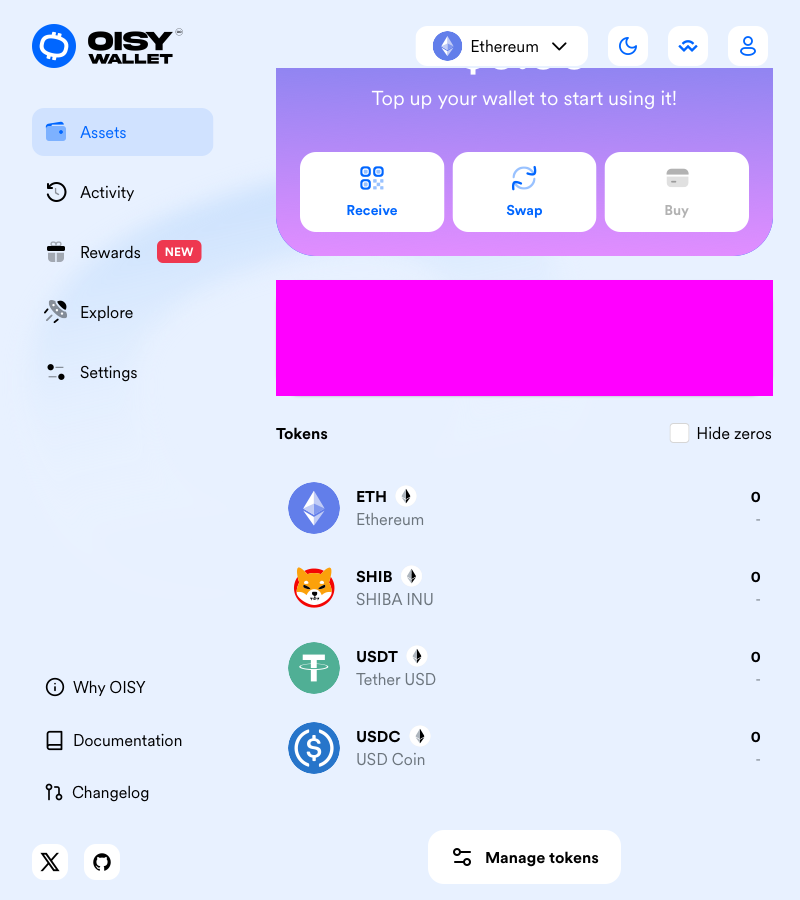 OISY
WALLET
Ethereum
Top up your wallet to start using it!
Receive
Swap
Buy
Assets
Activity
Rewards NEW
Explore
Settings
Tokens
Hide zeros
ETH
0
Ethereum
-
SHIB
0
SHIBA INU
-
USDT
0
Tether USD
-
USDC
0
USD Coin
-
Why OISY
Documentation
Changelog
Manage tokens